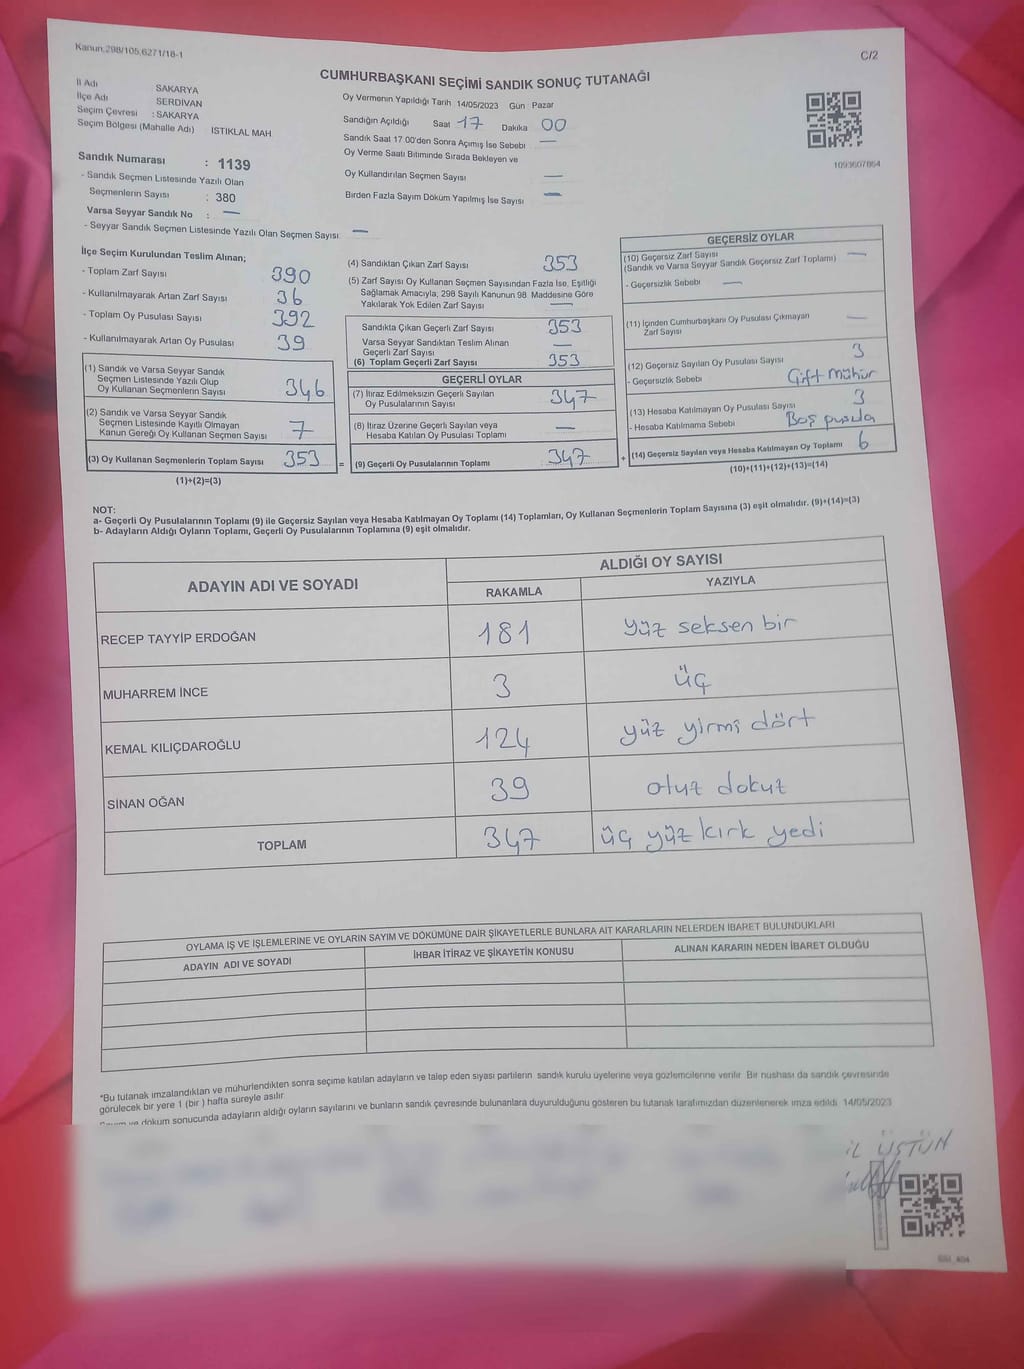 Kanun.298/105,6271/18-1
C/2
CUMHURBAŞKANI SEÇİMİ SANDIK SONUÇ TUTANAĞI
İl Adı SAKARYA
İlçe Adı SERDİVAN
Seçim Çevresi : SAKARYA
Seçim Bölgesi (Mahalle Adı) ISTIKLAL MAH
Oy Vermenin Yapıldığı Tarih 14/05/2023 Gün Pazar
Sandığın Açıldığı Saat 17 Dakika 00
Sandık Saat 17 00'den Sonra Açımış İse Sebebi —
Oy Verme Saati Bitiminde Sırada Bekleyen ve
Oy Kullandırılan Seçmen Sayısı —
Birden Fazla Sayım Döküm Yapılmış İse Sayısı —
1093607864
Sandık Numarası : 1139
- Sandık Seçmen Listesinde Yazılı Olan
Seçmenlerin Sayısı : 380
Varsa Seyyar Sandık No : —
- Seyyar Sandık Seçmen Listesinde Yazılı Olan Seçmen Sayısı —
İlçe Seçim Kurulundan Teslim Alınan;
- Toplam Zarf Sayısı 390
- Kullanılmayarak Artan Zarf Sayısı 36
- Toplam Oy Pusulası Sayısı 392
- Kullanılmayarak Artan Oy Pusulası 39
(1) Sandık ve Varsa Seyyar Sandık
Seçmen Listesinde Yazılı Olup
Oy Kullanan Seçmenlerin Sayısı 346
(2) Sandık ve Varsa Seyyar Sandık
Seçmen Listesinde Kayıtlı Olmayan
Kanun Gereği Oy Kullanan Seçmen Sayısı 7
(3) Oy Kullanan Seçmenlerin Toplam Sayısı 353
=
(1)+(2)=(3)
(4) Sandıktan Çıkan Zarf Sayısı 353
(5) Zarf Sayısı Oy Kullanan Seçmen Sayısından Fazla İse, Eşitliği
Sağlamak Amacıyla, 298 Sayılı Kanunun 98. Maddesine Göre
Yakılarak Yok Edilen Zarf Sayısı —
Sandıkta Çıkan Geçerli Zarf Sayısı 353
Varsa Seyyar Sandıktan Teslim Alınan
Geçerli Zarf Sayısı —
(6) Toplam Geçerli Zarf Sayısı 353
GEÇERLİ OYLAR
(7) İtiraz Edilmeksizin Geçerli Sayılan
Oy Pusulalarının Sayısı 347
(8) İtiraz Üzerine Geçerli Sayılan veya
Hesaba Katılan Oy Pusulası Toplamı —
(9) Geçerli Oy Pusulalarının Toplamı 347
+
GEÇERSİZ OYLAR
(10) Geçersiz Zarf Sayısı —
(Sandık ve Varsa Seyyar Sandık Geçersiz Zarf Toplamı)
- Geçersizlik Sebebi —
(11) İçinden Cumhurbaşkanı Oy Pusulası Çıkmayan
Zarf Sayısı —
(12) Geçersiz Sayılan Oy Pusulası Sayısı 3
- Geçersizlik Sebebi Çift mühür
(13) Hesaba Katılmayan Oy Pusulası Sayısı 3
- Hesaba Katılmama Sebebi Boş pusula
(14) Geçersiz Sayılan veya Hesaba Katılmayan Oy Toplamı 6
(10)+(11)+(12)+(13)=(14)
NOT:
a- Geçerli Oy Pusulalarının Toplamı (9) ile Geçersiz Sayılan veya Hesaba Katılmayan Oy Toplamı (14) Toplamları, Oy Kullanan Seçmenlerin Toplam Sayısına (3) eşit olmalıdır. (9)+(14)=(3)
b- Adayların Aldığı Oyların Toplamı, Geçerli Oy Pusulalarının Toplamına (9) eşit olmalıdır.
ADAYIN ADI VE SOYADI
ALDIĞI OY SAYISI
RAKAMLA YAZIYLA
RECEP TAYYİP ERDOĞAN 181 yüz seksen bir
MUHARREM İNCE 3 üç
KEMAL KILIÇDAROĞLU 124 yüz yirmi dört
SİNAN OĞAN 39 otuz dokuz
TOPLAM 347 üç yüz kırk yedi
OYLAMA İŞ VE İŞLEMLERİNE VE OYLARIN SAYIM VE DÖKÜMÜNE DAİR ŞİKAYETLERLE BUNLARA AİT KARARLARIN NELERDEN İBARET BULUNDUKLARI
ADAYIN ADI VE SOYADI İHBAR İTİRAZ VE ŞİKAYETİN KONUSU ALINAN KARARIN NEDEN İBARET OLDUĞU
*Bu tutanak imzalandıktan ve mühürlendikten sonra seçime katılan adayların ve talep eden siyası partilerin sandık kurulu üyelerine veya gözlemcilerine verilir. Bir nüshası da sandık çevresinde
görülecek bir yere 1 (bir ) hafta süreyle asılır
ve döküm sonucunda adayların aldığı oyların sayılarını ve bunların sandık çevresinde bulunanlara duyurulduğunu gösteren bu tutanak tarafımızdan düzenlenerek imza edildi 14/05/2023
İL ÜSTÜN